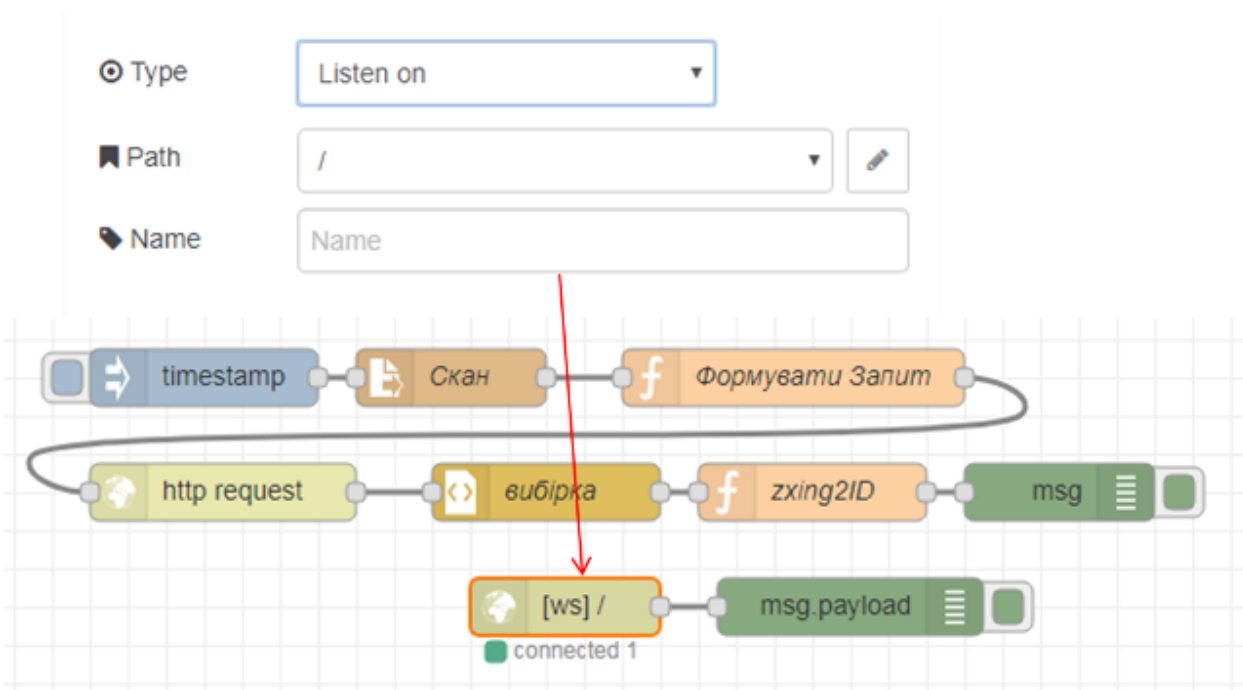 Type
Listen on
Path
/
Name
Name
timestamp
Скан
Формувати Запит
http request
вибірка
zxing2ID
msg
[ws] /
msg.payload
connected 1